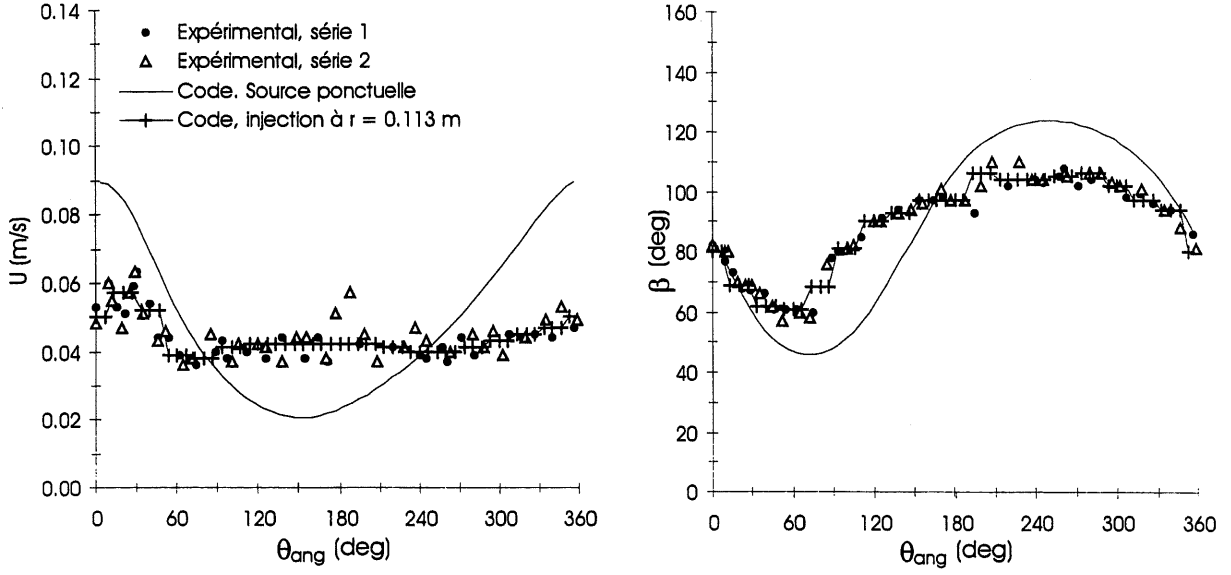 0.14
0.12
0.10
0.08
0.06
0.04
0.02
0.00
U (m/s)
Expérimental, série 1
Expérimental, série 2
Code. Source ponctuelle
Code, injection à r = 0.113 m
0 60 120 180 240 300 360
θang (deg)
160
140
120
100
80
60
40
20
0
β (deg)
0 60 120 180 240 300 360
θang (deg)